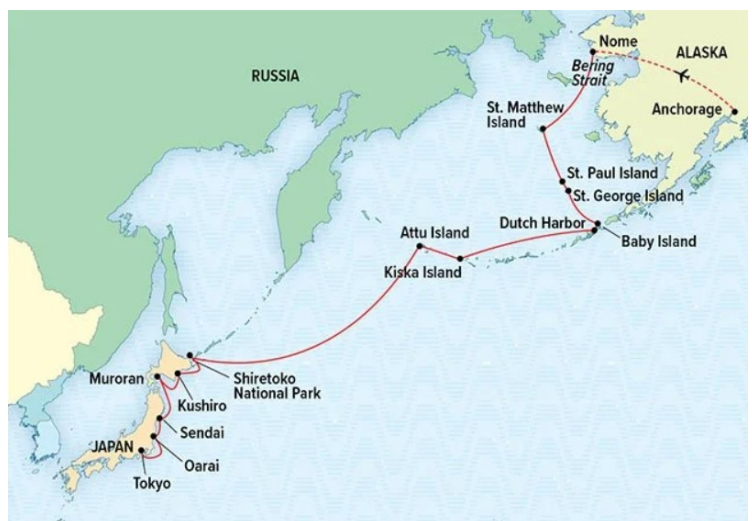 Nome
ALASKA
RUSSIA
Bering
Strait
Anchorage
St. Matthew
Island
St. Paul Island
St. George Island
Dutch Harbor
Baby Island
Attu Island
Kiska Island
Shiretoko
National Park
Muroran
Kushiro
Sendai
JAPAN
Oarai
Tokyo